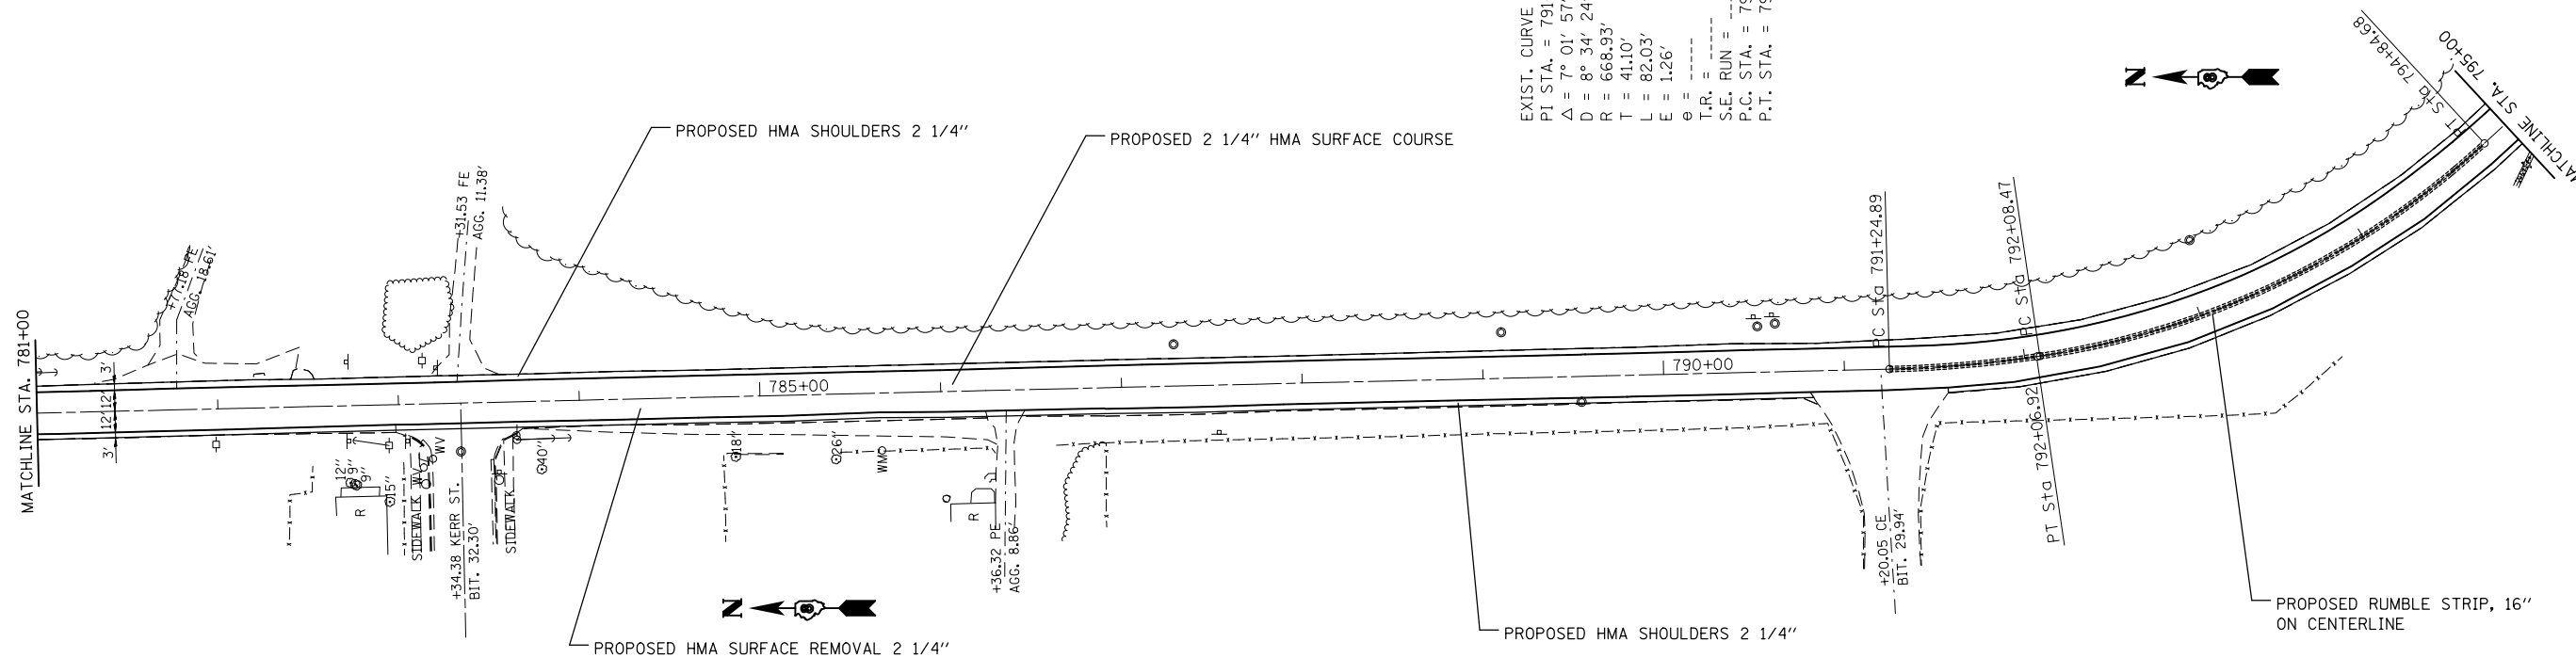 EXIST. CURVE
PI STA. = 791
Δ = 7° 01' 57"
D = 8° 34' 24"
R = 668.93'
T = 41.10'
L = 82.03'
E = 1.26'
e = ------
T.R. = ------
S.E. RUN = ---
P.C. STA. = 79
P.T. STA. = 79
N
PROPOSED HMA SHOULDERS 2 1/4"
PROPOSED 2 1/4" HMA SURFACE COURSE
PT Sta 794+84.68
MATCHLINE STA. 795+00
+77.18 FE
AGG. 18.61'
+31.53 FE
AGG. 11.38'
PC Sta 791+24.89
PC Sta 792+08.47
PT Sta 792+06.92
MATCHLINE STA. 781+00
3'
12'
12'
3'
785+00
790+00
12"
19"
9"
15"
R
SIDEWALK
WV
WV
+34.38 KERR ST.
BIT. 32.30'
SIDEWALK
40"
18"
26"
WM
R
+36.32 PE
AGG. 8.86'
+20.05 CE
BIT. 29.94'
N
PROPOSED HMA SURFACE REMOVAL 2 1/4"
PROPOSED HMA SHOULDERS 2 1/4"
PROPOSED RUMBLE STRIP, 16"
ON CENTERLINE